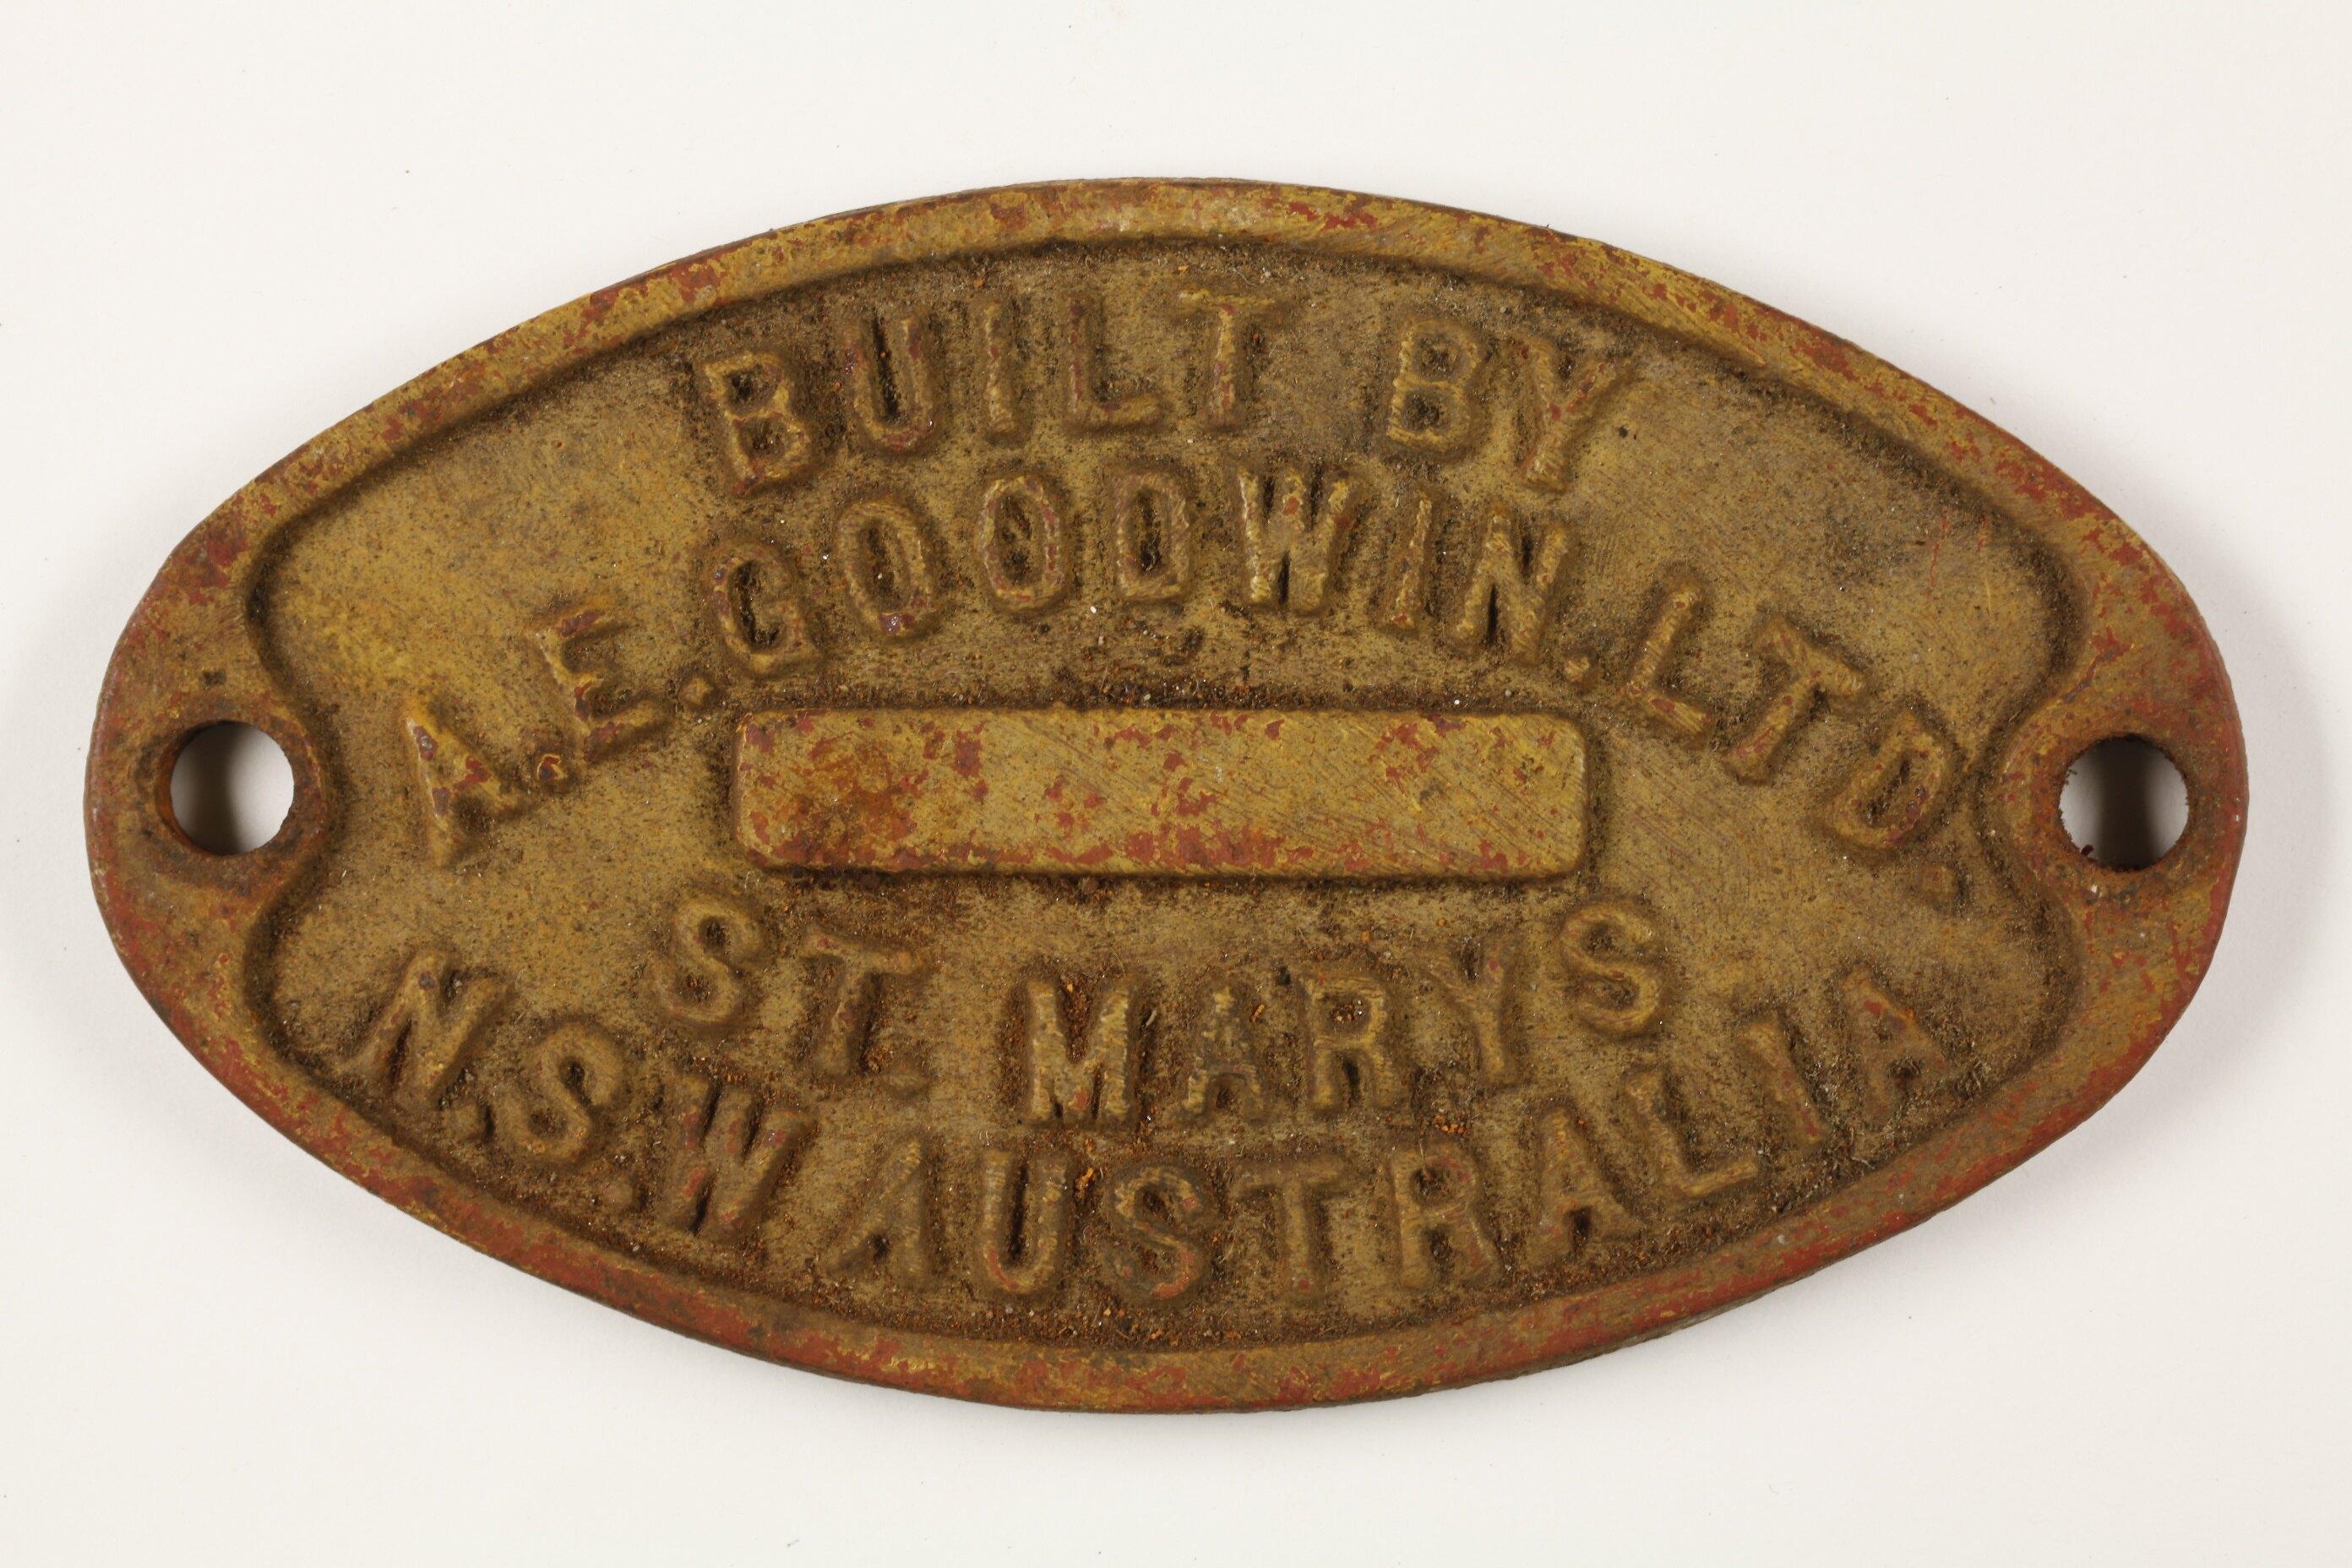 BUILT BY
A.E.GOODWIN.LTD.
ST. MARYS
N.S.W AUSTRALIA